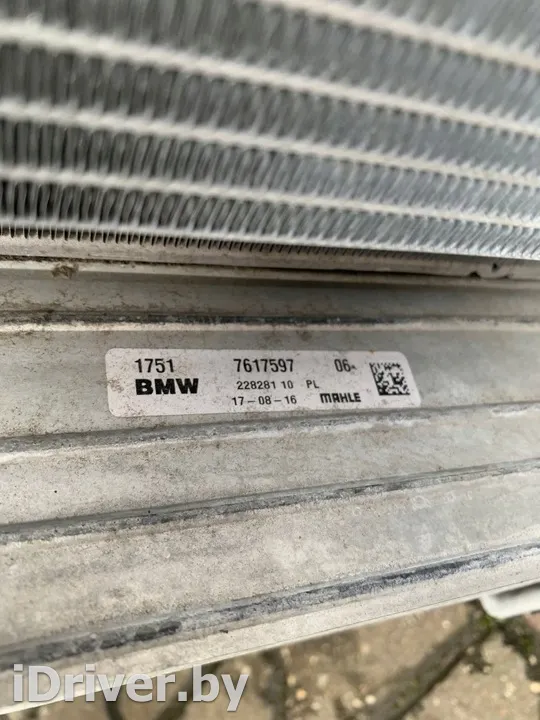 1751 7617597 06
BMW 228281 10 PL
17-08-16 MAHLE
iDriver.by